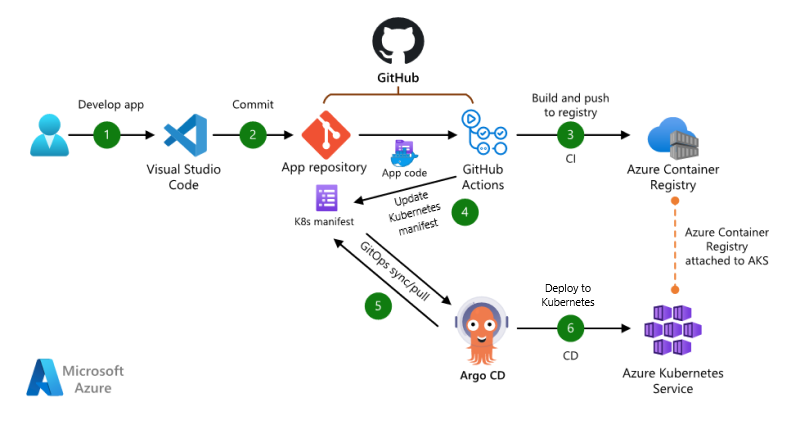 GitHub
Develop app
1
Visual Studio
Code
Commit
2
App repository
App code
GitHub
Actions
Build and push
to registry
3
CI
Azure Container
Registry
K8s manifest
Update
Kubernetes
manifest
4
Azure Container
Registry
attached to AKS
GitOps sync/pull
5
Argo CD
Deploy to
Kubernetes
6
CD
Azure Kubernetes
Service
Microsoft
Azure